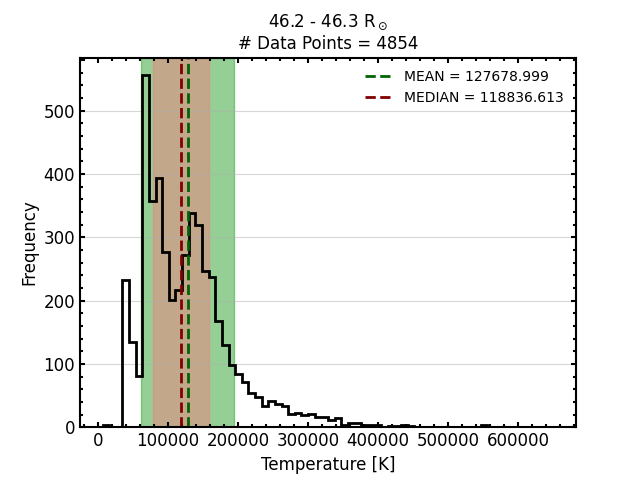 46.2 - 46.3 R⊙
# Data Points = 4854
MEAN = 127678.999
MEDIAN = 118836.613
Frequency
500
400
300
200
100
0
0 100000 200000 300000 400000 500000 600000
Temperature [K]